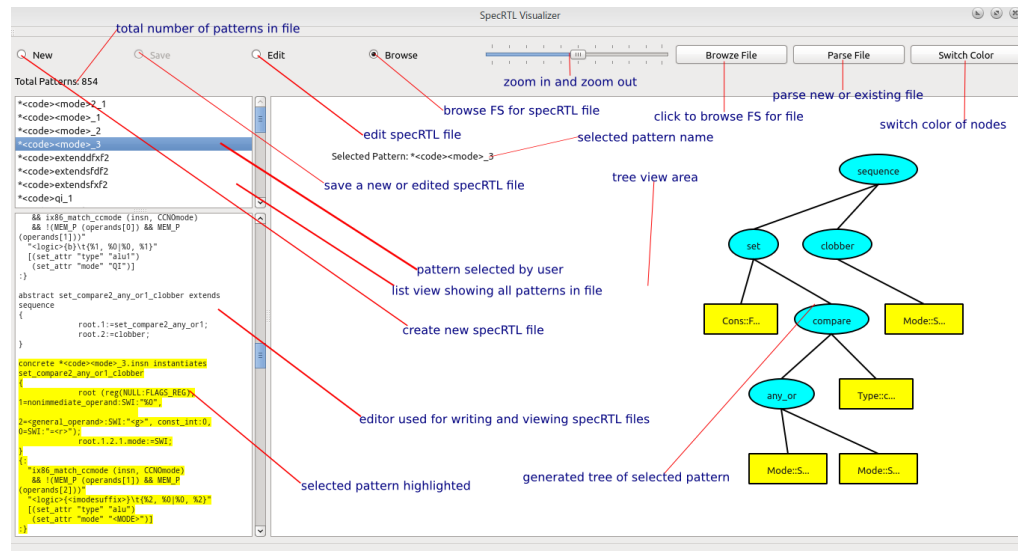 SpecRTL Visualizer
total number of patterns in file
New
Save
Edit
Browse
Browze File
Parse File
Switch Color
Total Patterns: 854
zoom in and zoom out
browse FS for specRTL file
click to browse FS for file
parse new or existing file
switch color of nodes
*<code><mode>2_1
*<code><mode>_1
*<code><mode>_2
*<code><mode>_3
*<code>extenddfxf2
*<code>extendsfdf2
*<code>extendsfxf2
*<code>qi_1
edit specRTL file
selected pattern name
Selected Pattern: *<code><mode>_3
save a new or edited specRTL file
tree view area
&& ix86_match_ccmode (insn, CCNOmode)
&& !(MEM_P (operands[0]) && MEM_P
(operands[1]))"
"<logic>{b}\t{%1, %0|%0, %1}"
[(set_attr "type" "alu1")
(set_attr "mode" "QI")]
:}
abstract set_compare2_any_or1_clobber extends
sequence
{
root.1:=set_compare2_any_or1;
root.2:=clobber;
}
concrete *<code><mode>_3.insn instantiates
set_compare2_any_or1_clobber
{
root (reg(NULL:FLAGS_REG),
1=nonimmediate_operand:SWI:"%0",
2=<general_operand>:SWI:"<g>", const_int:0,
0=SWI:"=<r>");
root.1.2.1.mode:=SWI;
}
{:
"ix86_match_ccmode (insn, CCNOmode)
&& !(MEM_P (operands[1]) && MEM_P
(operands[2]))"
"<logic>{<imodesuffix>}\t{%2, %0|%0, %2}"
[(set_attr "type" "alu")
(set_attr "mode" "<MODE>")]
:}
pattern selected by user
list view showing all patterns in file
create new specRTL file
editor used for writing and viewing specRTL files
selected pattern highlighted
generated tree of selected pattern
sequence
set
clobber
Cons::F...
compare
Mode::S...
any_or
Type::c...
Mode::S...
Mode::S...